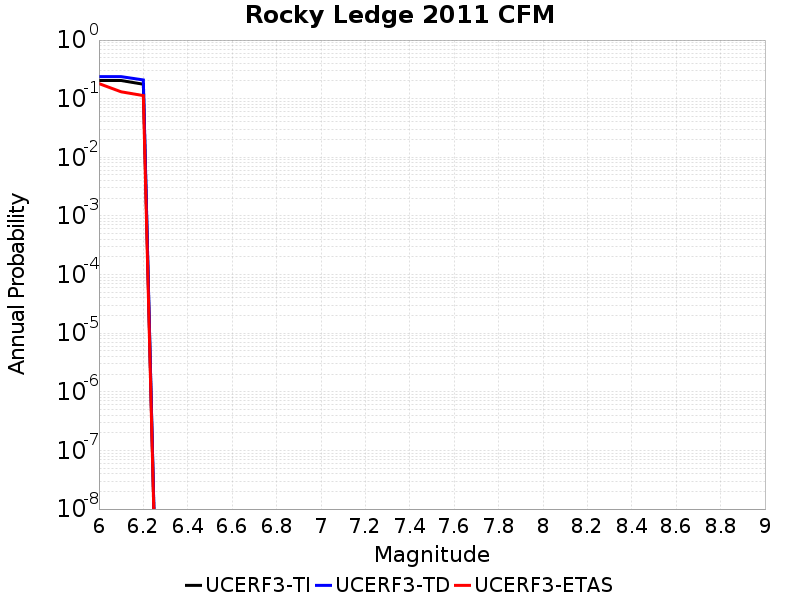 Rocky Ledge 2011 CFM
Annual Probability
10^0
10^-1
10^-2
10^-3
10^-4
10^-5
10^-6
10^-7
10^-8
6 6.2 6.4 6.6 6.8 7 7.2 7.4 7.6 7.8 8 8.2 8.4 8.6 8.8 9
Magnitude
UCERF3-TI UCERF3-TD UCERF3-ETAS